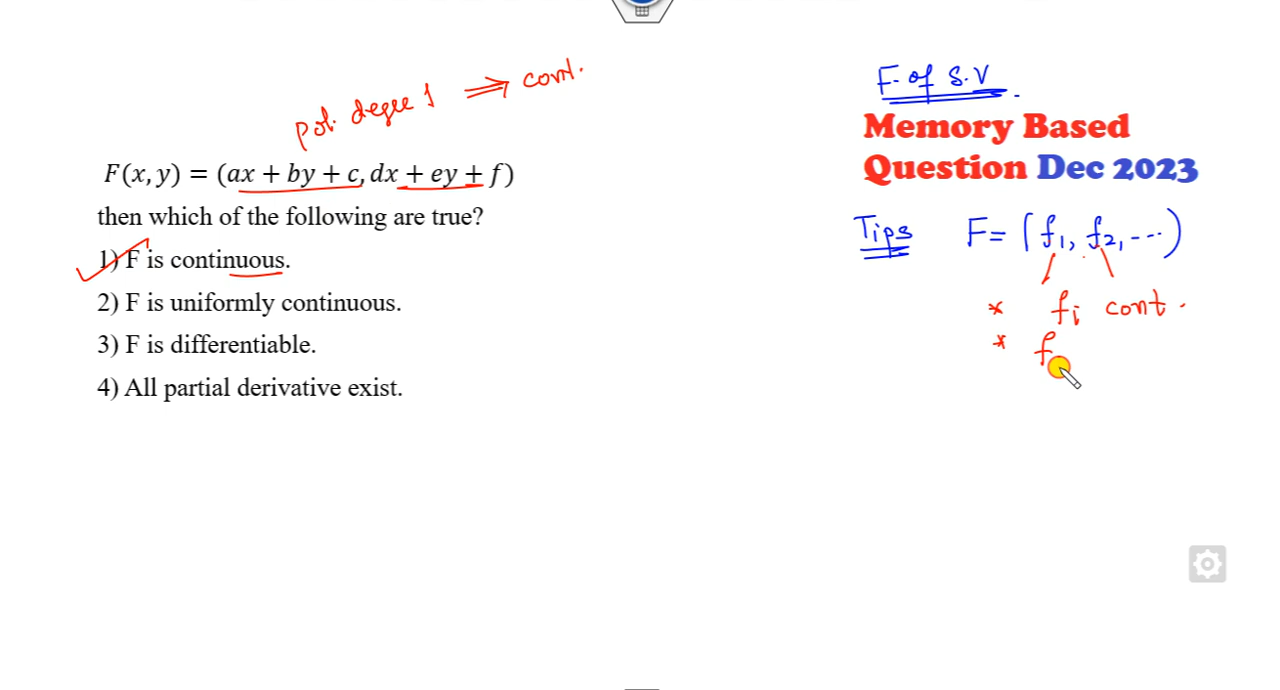 F. of S.V.
pol. degree 1 ⟹ cont.
Memory Based
Question Dec 2023
F(x, y) = (ax + by + c, dx + ey + f)
then which of the following are true?
Tips F = (f₁, f₂, ...)
1) F is continuous.
2) F is uniformly continuous.
* fᵢ cont.
3) F is differentiable.
* f
4) All partial derivative exist.